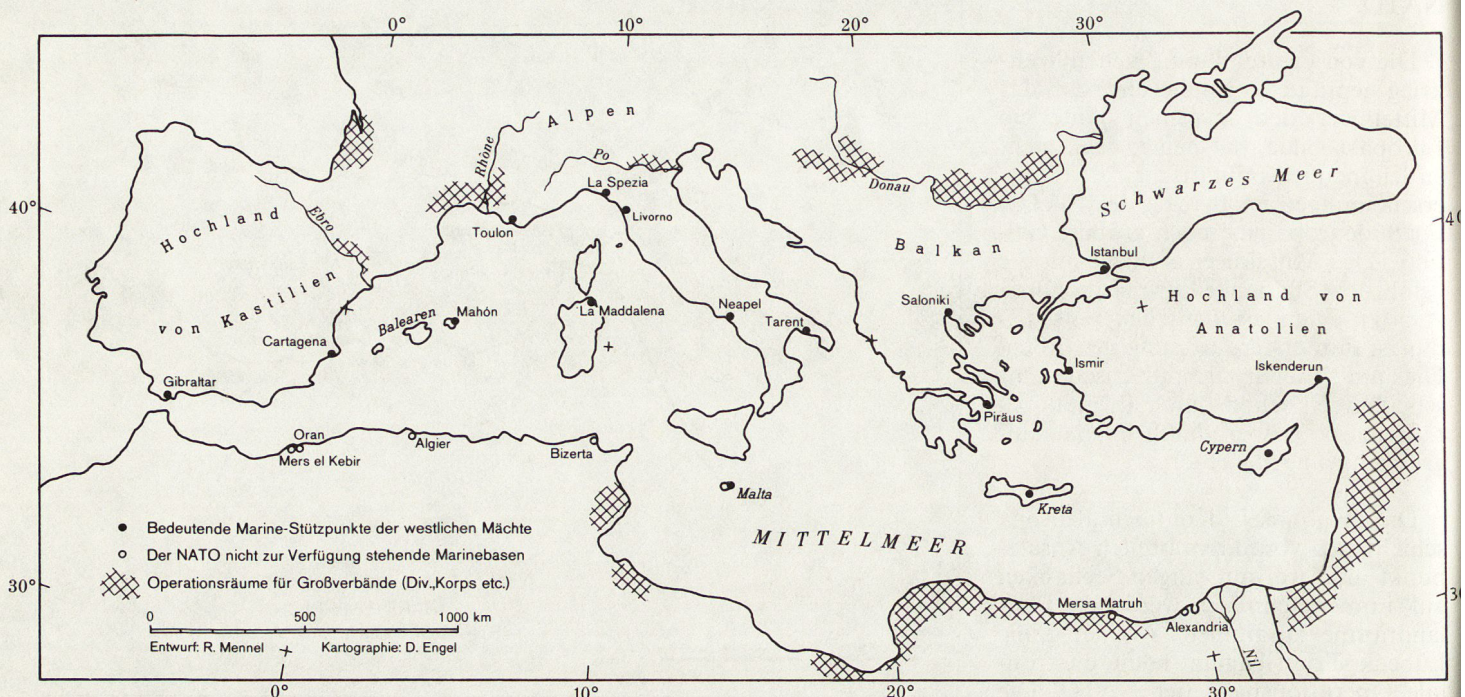 0° 10° 20° 30°
Alpen
Rhône
Po
La Spezia
Donau
Schwarzes Meer
40°
Hochland
Ebro
Livorno
40
Toulon
Balkan
Istanbul
von Kastilien
Balearen
Mahón
La Maddalena
Neapel
Tarent
Saloniki
Hochland von
Anatolien
Cartagena
Ismir
Iskenderun
Gibraltar
Piräus
Oran
Algier
Mers el Kebir
Bizerta
Cypern
Malta
Kreta
MITTELMEER
Bedeutende Marine-Stützpunkte der westlichen Mächte
Der NATO nicht zur Verfügung stehende Marinebasen
Operationsräume für Großverbände (Div.,Korps etc.)
30°
30
0 500 1000 km
Mersa Matruh
Alexandria
Nil
Entwurf: R. Mennel Kartographie: D. Engel
0° 10° 20° 30°